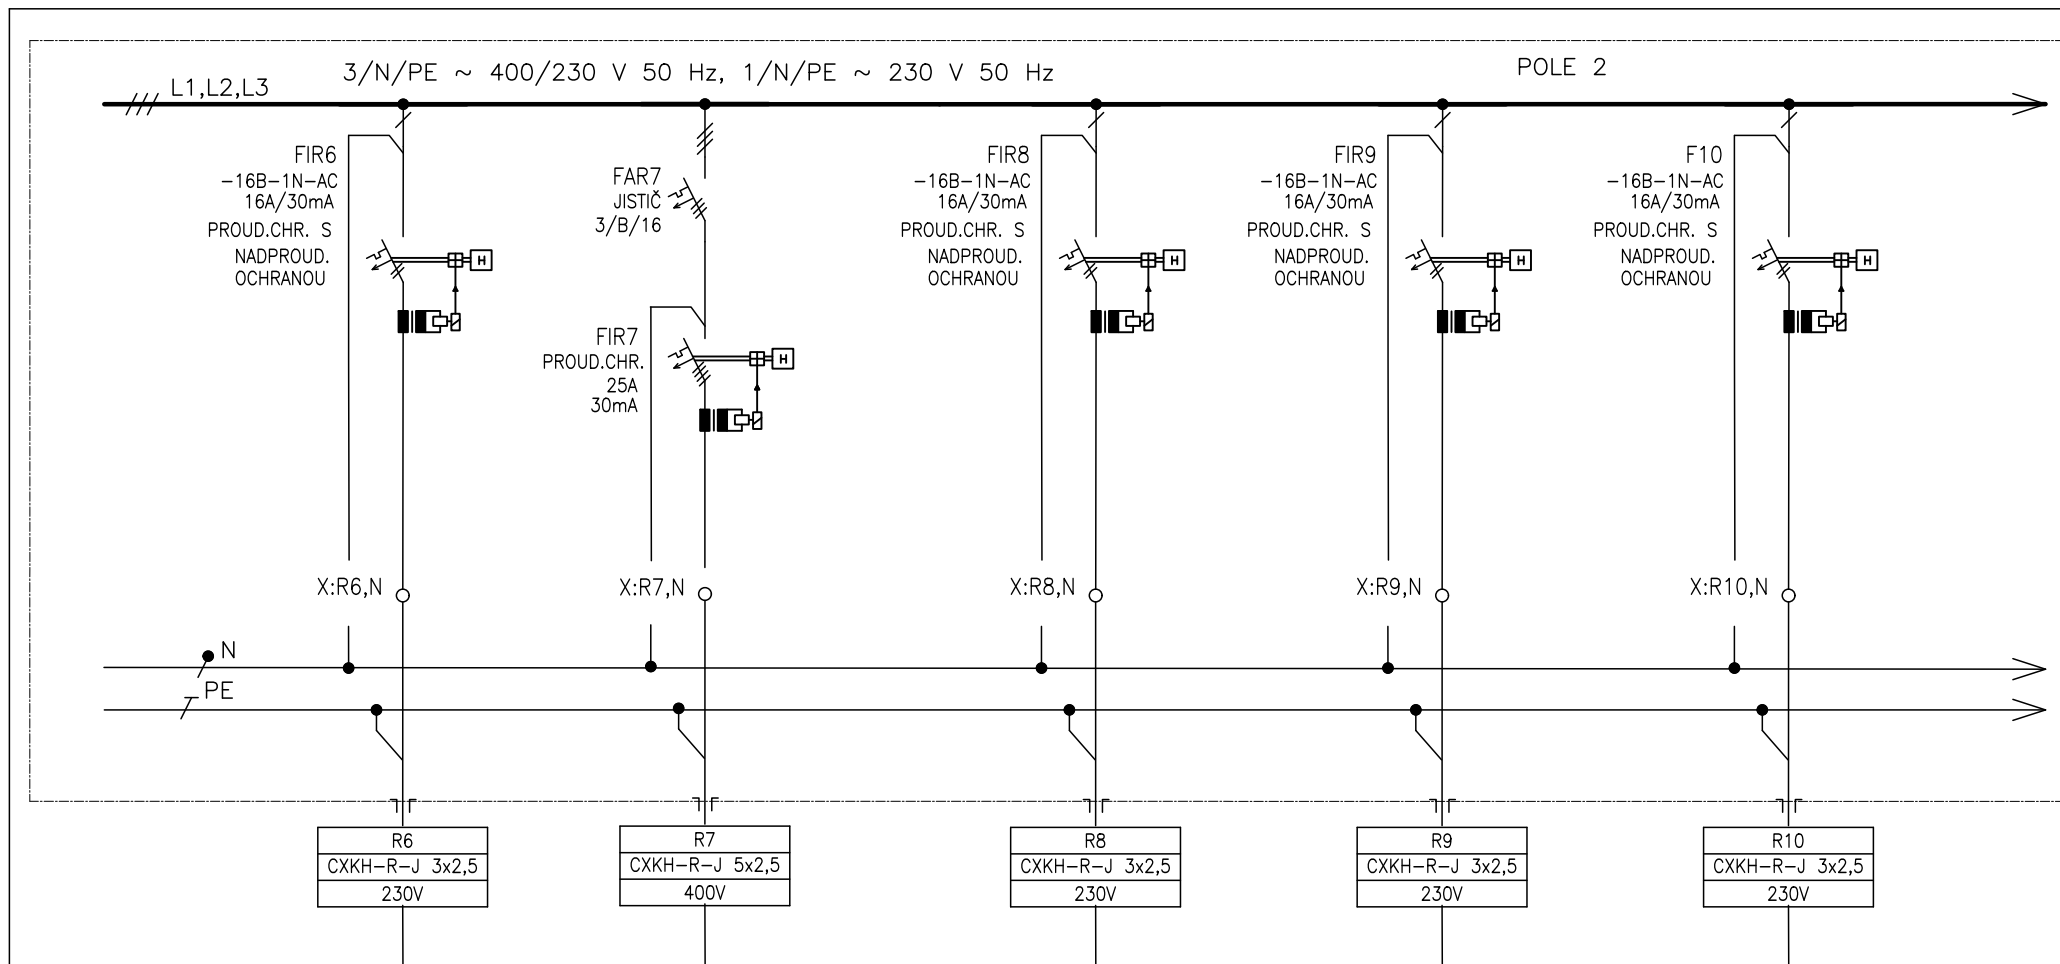 3/N/PE ~ 400/230 V 50 Hz, 1/N/PE ~ 230 V 50 Hz
POLE 2
L1,L2,L3
FIR6
-16B-1N-AC
16A/30mA
PROUD.CHR. S
NADPROUD.
OCHRANOU
H
FAR7
JISTIČ
3/B/16
FIR7
PROUD.CHR.
25A
30mA
H
FIR8
-16B-1N-AC
16A/30mA
PROUD.CHR. S
NADPROUD.
OCHRANOU
H
FIR9
-16B-1N-AC
16A/30mA
PROUD.CHR. S
NADPROUD.
OCHRANOU
H
F10
-16B-1N-AC
16A/30mA
PROUD.CHR. S
NADPROUD.
OCHRANOU
H
X:R6,N
X:R7,N
X:R8,N
X:R9,N
X:R10,N
N
PE
R6
CXKH-R-J 3x2,5
230V
R7
CXKH-R-J 5x2,5
400V
R8
CXKH-R-J 3x2,5
230V
R9
CXKH-R-J 3x2,5
230V
R10
CXKH-R-J 3x2,5
230V